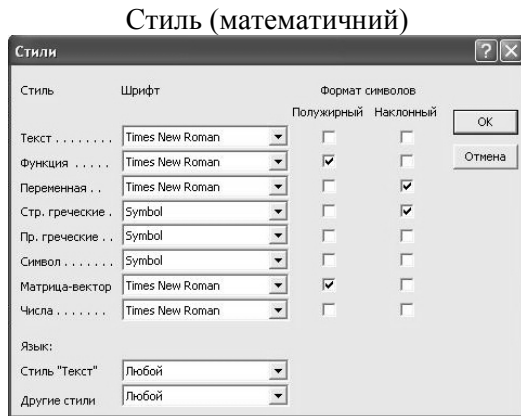 Стиль (математичний)
Стили
Стиль Шрифт Формат символов
Полужирный Наклонный
OK
Текст . . . . . . . . Times New Roman
Функция . . . . . Times New Roman
Отмена
Переменная . . Times New Roman
Стр. греческие . Symbol
Пр. греческие . . Symbol
Символ . . . . . . . Symbol
Матрица-вектор Times New Roman
Числа . . . . . . . Times New Roman
Язык:
Стиль "Текст" Любой
Другие стили Любой